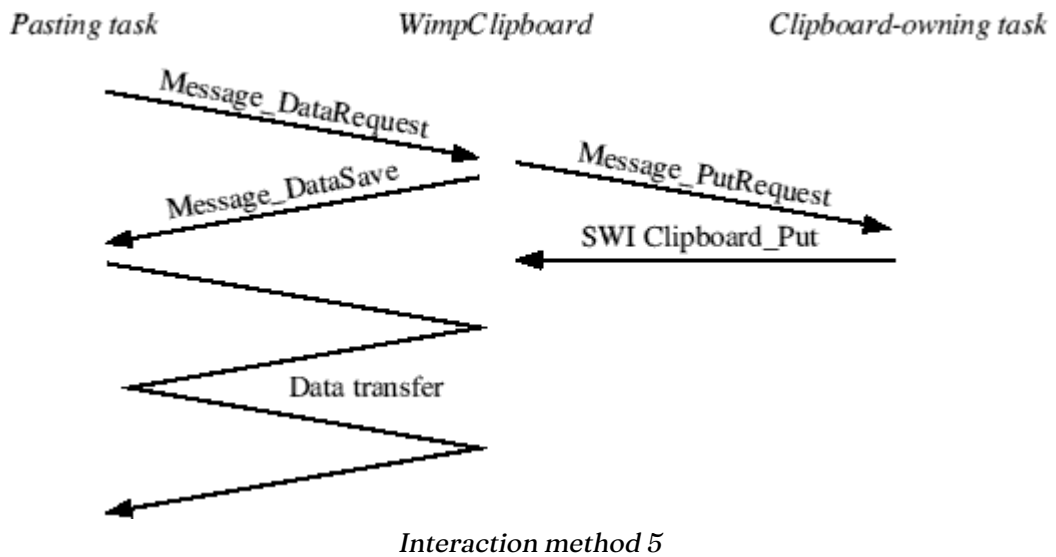 Pasting task WimpClipboard Clipboard-owning task
Message_DataRequest
Message_PutRequest
Message_DataSave
SWI Clipboard_Put
Data transfer
Interaction method 5